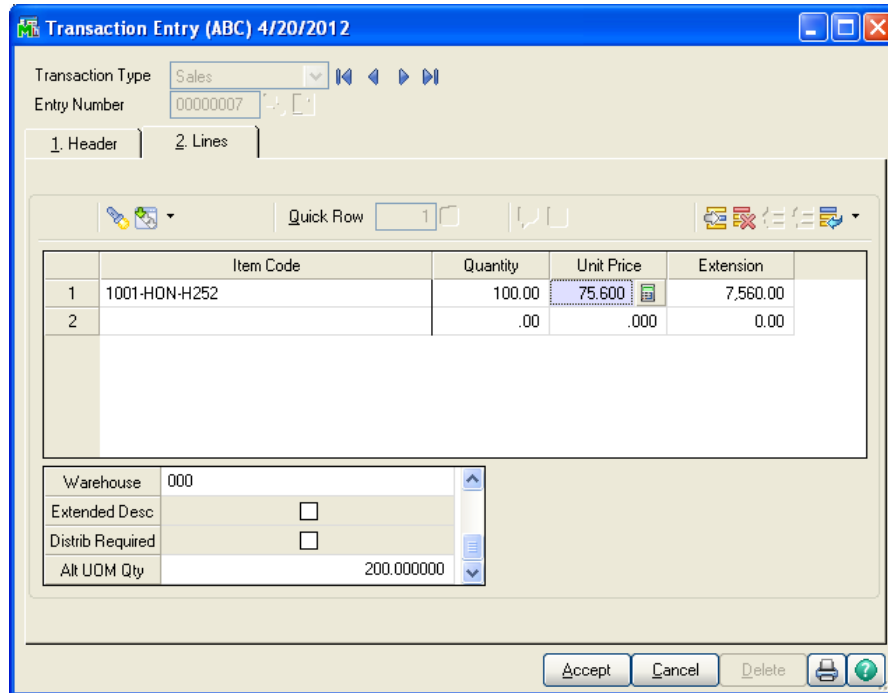 Transaction Entry (ABC) 4/20/2012
Transaction Type Sales
Entry Number 00000007
1. Header 2. Lines
Quick Row 1
Item Code Quantity Unit Price Extension
1 1001-HON-H252 100.00 75.600 7,560.00
2 .00 .000 0.00
Warehouse 000
Extended Desc
Distrib Required
Alt UOM Qty 200.000000
Accept Cancel Delete